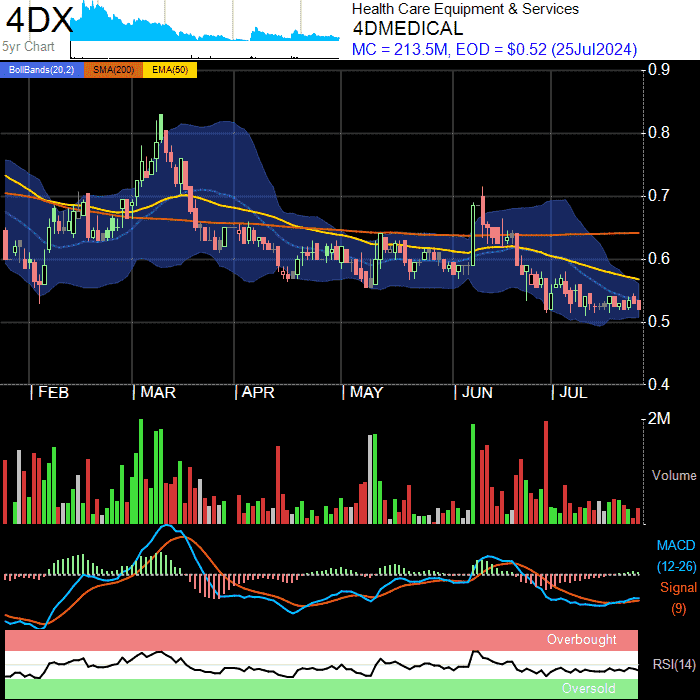 4DX
5yr Chart
Health Care Equipment & Services
4DMEDICAL
MC = 213.5M, EOD = $0.52 (25Jul2024)
BollBands(20,2) SMA(200) EMA(50)
0.9
0.8
0.7
0.6
0.5
0.4
FEB MAR APR MAY JUN JUL
2M
Volume
MACD
(12-26)
Signal
(9)
Overbought
RSI(14)
Oversold